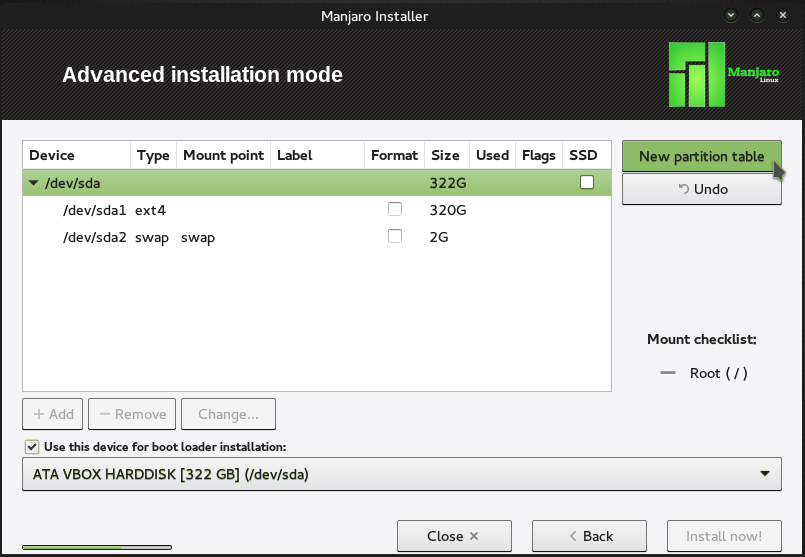 Manjaro Installer
Advanced installation mode
Manjaro
Linux
Device Type Mount point Label Format Size Used Flags SSD
/dev/sda 322G
/dev/sda1 ext4 320G
/dev/sda2 swap swap 2G
New partition table
Undo
Mount checklist:
Root ( / )
+ Add
− Remove
Change...
Use this device for boot loader installation:
ATA VBOX HARDDISK [322 GB] (/dev/sda)
Close ×
< Back
Install now!